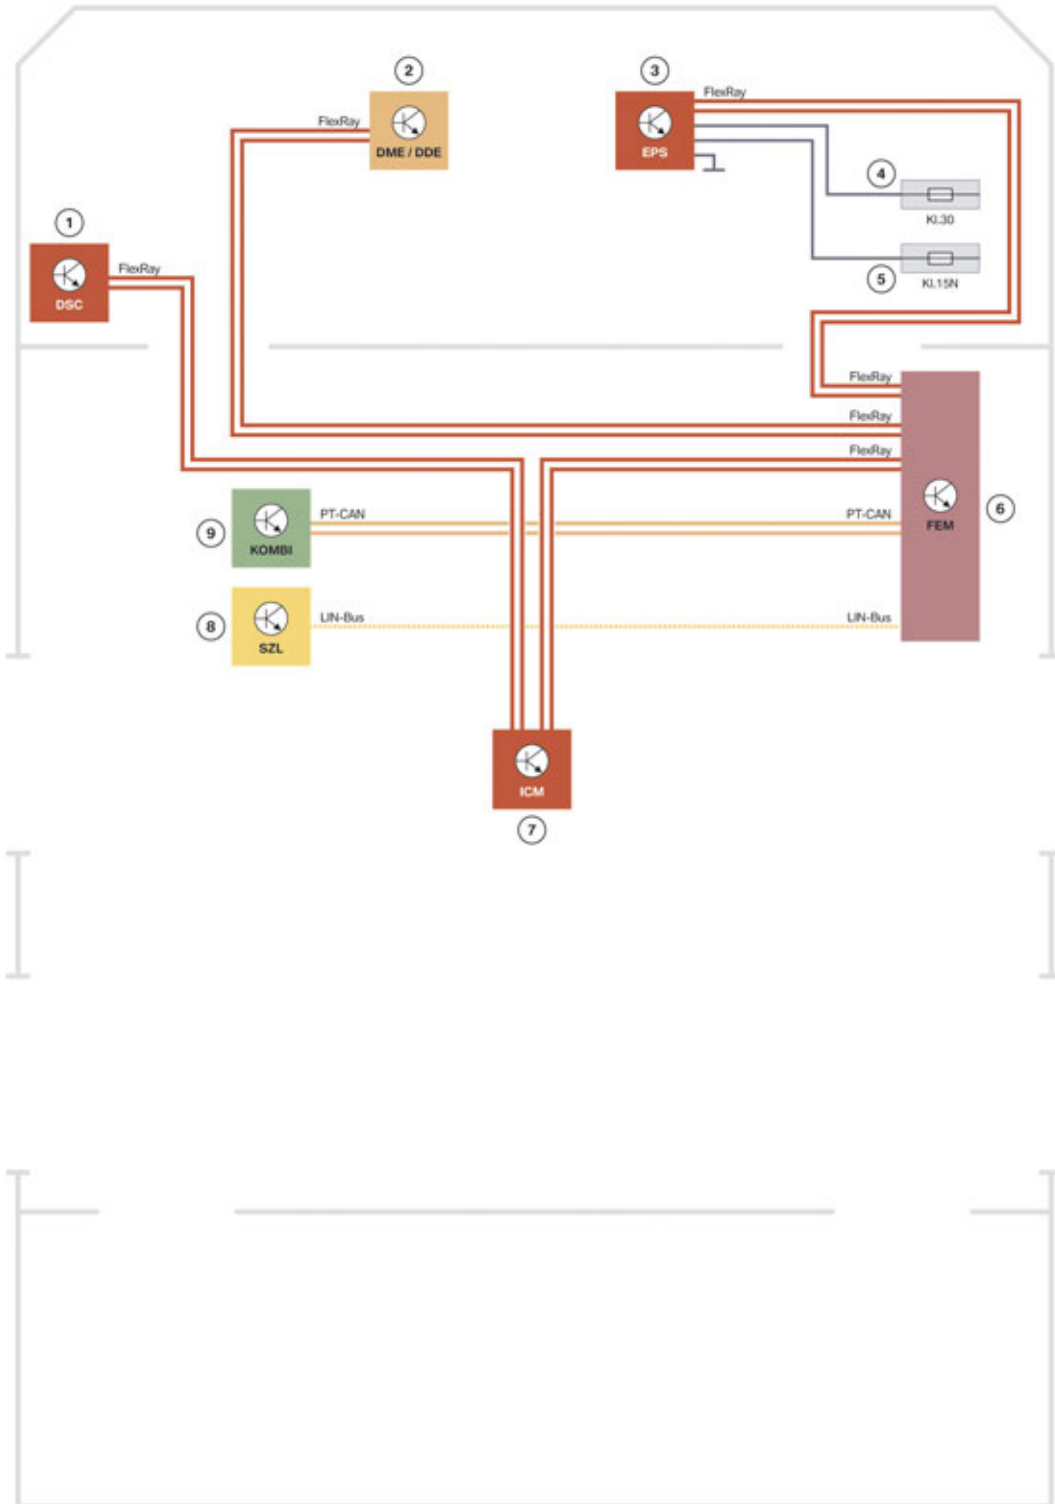 2
3
FlexRay
FlexRay
DME / DDE
EPS
4
Kl.30
1
FlexRay
DSC
5
Kl.15N
FlexRay
FlexRay
FlexRay
9
KOMBI
PT-CAN
PT-CAN
FEM
6
8
SZL
LIN-Bus
LIN-Bus
ICM
7